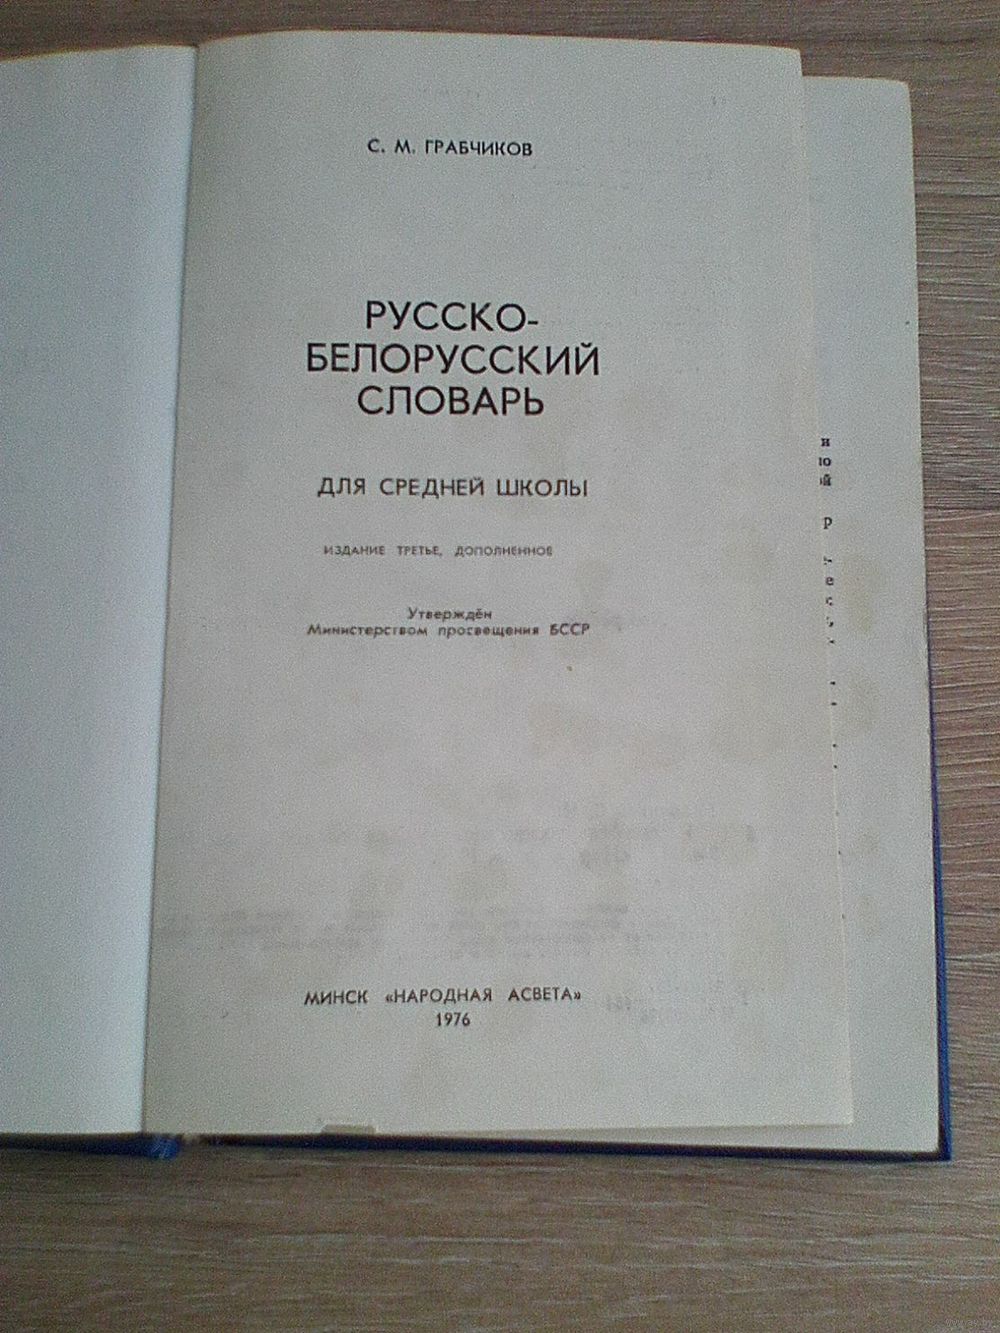 С. М. ГРАБЧИКОВ
РУССКО-
БЕЛОРУССКИЙ
СЛОВАРЬ
ДЛЯ СРЕДНЕЙ ШКОЛЫ
ИЗДАНИЕ ТРЕТЬЕ, ДОПОЛНЕННОЕ
Утверждён
Министерством просвещения БССР
МИНСК «НАРОДНАЯ АСВЕТА»
1976